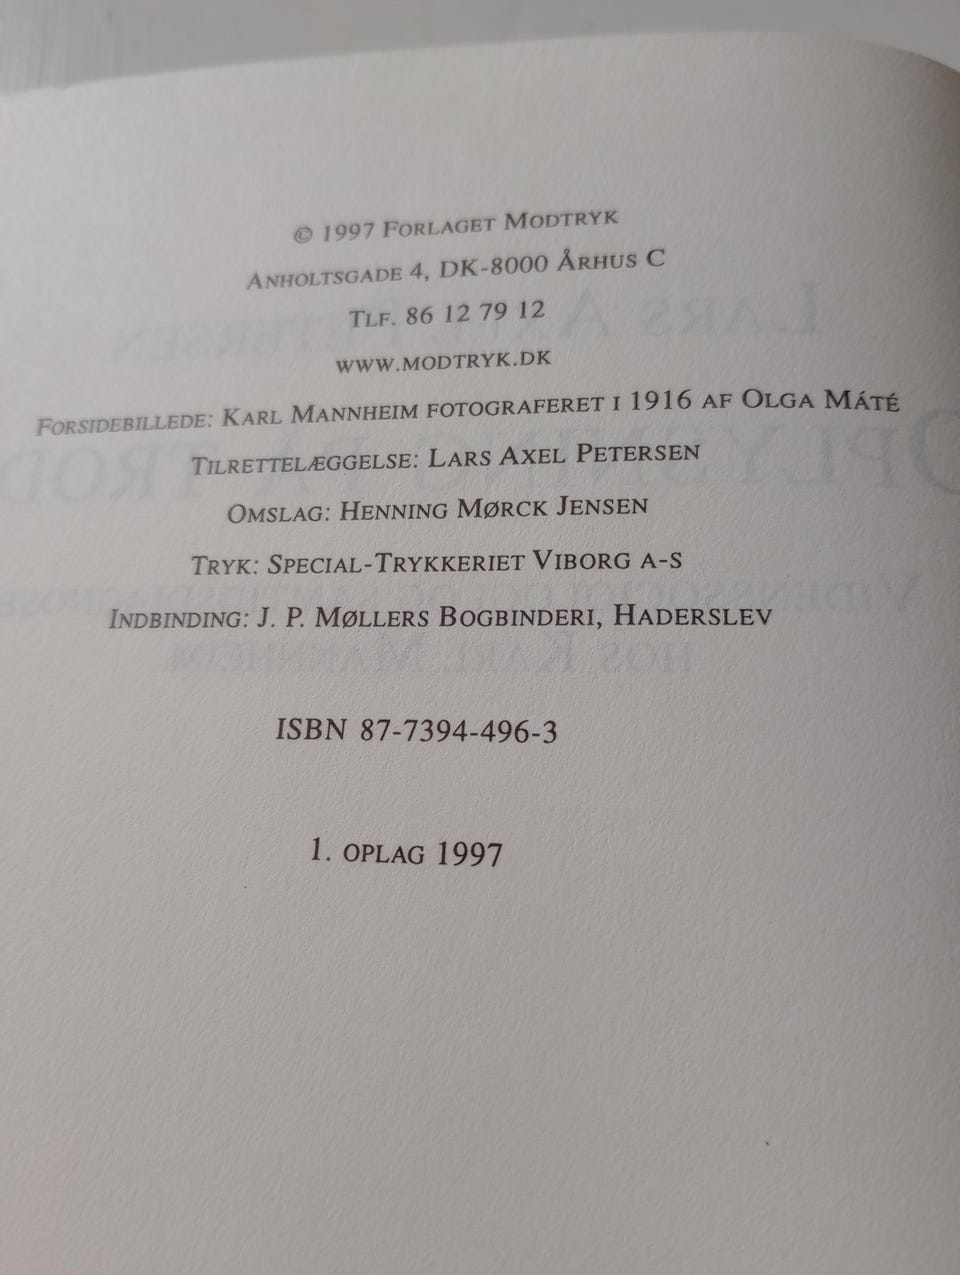 © 1997 Forlaget Modtryk
Anholtsgade 4, DK-8000 Århus C
Tlf. 86 12 79 12
www.modtryk.dk
Forsidebillede: Karl Mannheim fotograferet i 1916 af Olga Máté
Tilrettelæggelse: Lars Axel Petersen
Omslag: Henning Mørck Jensen
Tryk: Special-Trykkeriet Viborg a-s
Indbinding: J. P. Møllers Bogbinderi, Haderslev
ISBN 87-7394-496-3
1. oplag 1997